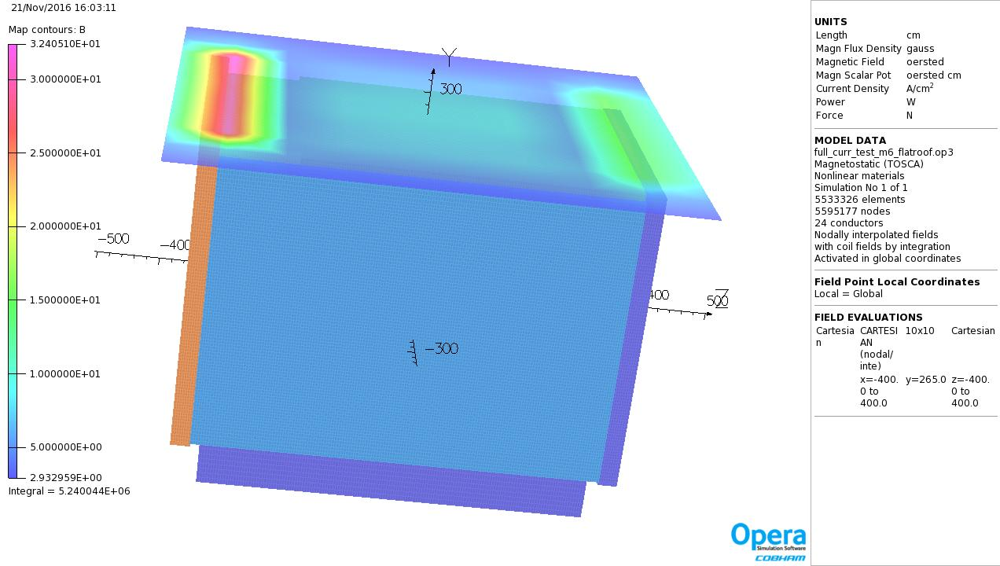 21/Nov/2016 16:03:11
Map contours: B
3.240510E+01
3.000000E+01
2.500000E+01
2.000000E+01
1.500000E+01
1.000000E+01
5.000000E+00
2.932959E+00
Integral = 5.240044E+06
Y
300
−500
−400
400
500
Z
−300
UNITS
Length cm
Magn Flux Density gauss
Magnetic Field oersted
Magn Scalar Pot oersted cm
Current Density A/cm²
Power W
Force N
MODEL DATA
full_curr_test_m6_flatroof.op3
Magnetostatic (TOSCA)
Nonlinear materials
Simulation No 1 of 1
5533326 elements
5595177 nodes
24 conductors
Nodally interpolated fields
with coil fields by integration
Activated in global coordinates
Field Point Local Coordinates
Local = Global
FIELD EVALUATIONS
Cartesia CARTESI 10x10 Cartesian
n AN
(nodal/
inte)
x=-400. y=265.0 z=-400.
0 to 0 to
400.0 400.0
Opera
Simulation Software
COBHAM